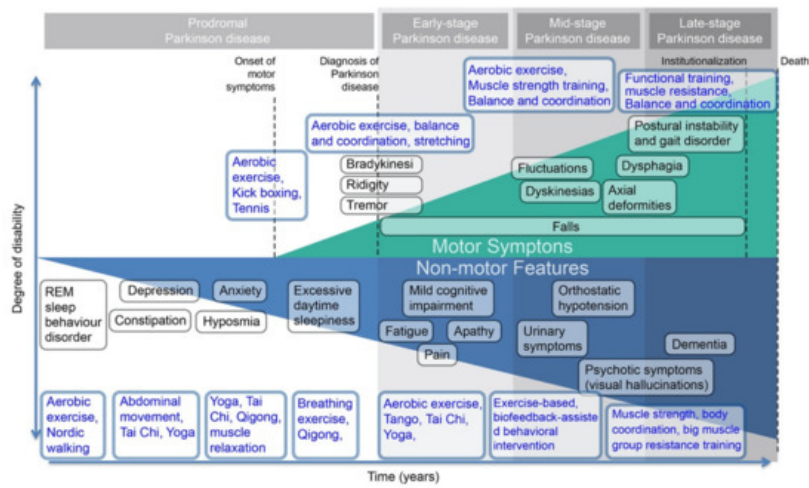 Prodromal
Parkinson disease
Early-stage
Parkinson disease
Mid-stage
Parkinson disease
Late-stage
Parkinson disease
Onset of
motor
symptoms
Diagnosis of
Parkinson
disease
Institutionalization
Death
Aerobic exercise,
Muscle strength training,
Balance and coordination
Functional training,
muscle resistance,
Balance and coordination
Aerobic exercise, balance
and coordination, stretching
Aerobic
exercise,
Kick boxing,
Tennis
Bradykinesi
Ridigity
Tremor
Fluctuations
Dyskinesias
Postural instability
and gait disorder
Dysphagia
Axial
deformities
Falls
Motor Symptons
Non-motor Features
Degree of disability
REM
sleep
behaviour
disorder
Depression
Constipation
Anxiety
Hyposmia
Excessive
daytime
sleepiness
Mild cognitive
impairment
Fatigue
Apathy
Pain
Orthostatic
hypotension
Urinary
symptoms
Dementia
Psychotic symptoms
(visual hallucinations)
Aerobic
exercise,
Nordic
walking
Abdominal
movement,
Tai Chi, Yoga
Yoga, Tai
Chi, Qigong,
muscle
relaxation
Breathing
exercise,
Qigong,
Aerobic exercise,
Tango, Tai Chi,
Yoga,
Exercise-based,
biofeedback-assiste
d behavioral
intervention
Muscle strength, body
coordination, big muscle
group resistance training
Time (years)